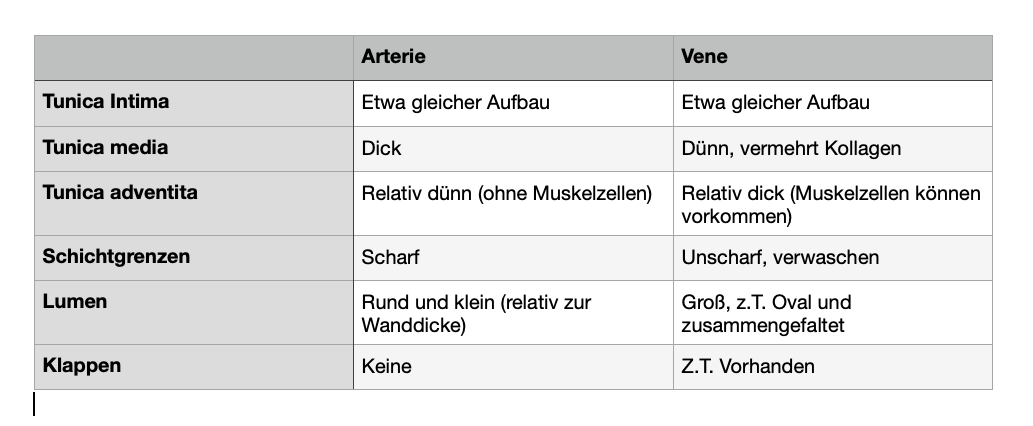 Arterie Vene
Tunica Intima Etwa gleicher Aufbau Etwa gleicher Aufbau
Tunica media Dick Dünn, vermehrt Kollagen
Tunica adventita Relativ dünn (ohne Muskelzellen) Relativ dick (Muskelzellen können
vorkommen)
Schichtgrenzen Scharf Unscharf, verwaschen
Lumen Rund und klein (relativ zur Groß, z.T. Oval und
Wanddicke) zusammengefaltet
Klappen Keine Z.T. Vorhanden